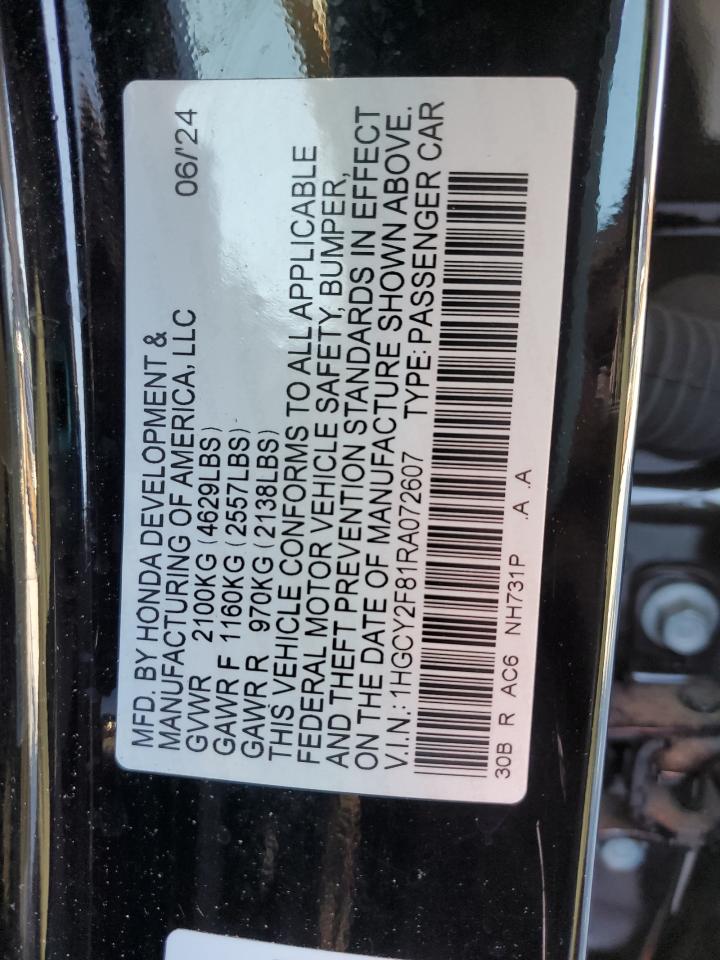 MFD. BY HONDA DEVELOPMENT &
MANUFACTURING OF AMERICA, LLC 06/'24
GVWR 2100KG (4629LBS)
GAWR F 1160KG (2557LBS)
GAWR R 970KG (2138LBS)
THIS VEHICLE CONFORMS TO ALL APPLICABLE
FEDERAL MOTOR VEHICLE SAFETY, BUMPER,
AND THEFT PREVENTION STANDARDS IN EFFECT
ON THE DATE OF MANUFACTURE SHOWN ABOVE.
V.I.N.: 1HGCY2F81RA072607 TYPE: PASSENGER CAR
30B R AC6 NH731P .A .A